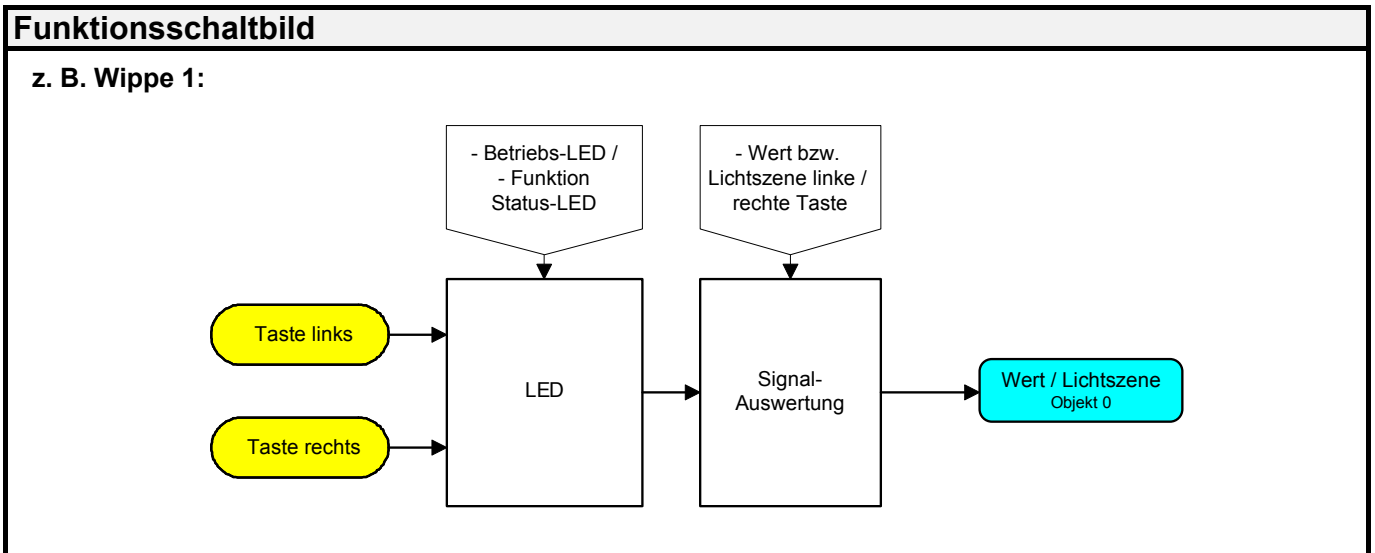 Funktionsschaltbild
z. B. Wippe 1:
- Betriebs-LED /
- Funktion
Status-LED
- Wert bzw.
Lichtszene linke /
rechte Taste
Taste links
Taste rechts
LED
Signal-
Auswertung
Wert / Lichtszene
Objekt 0